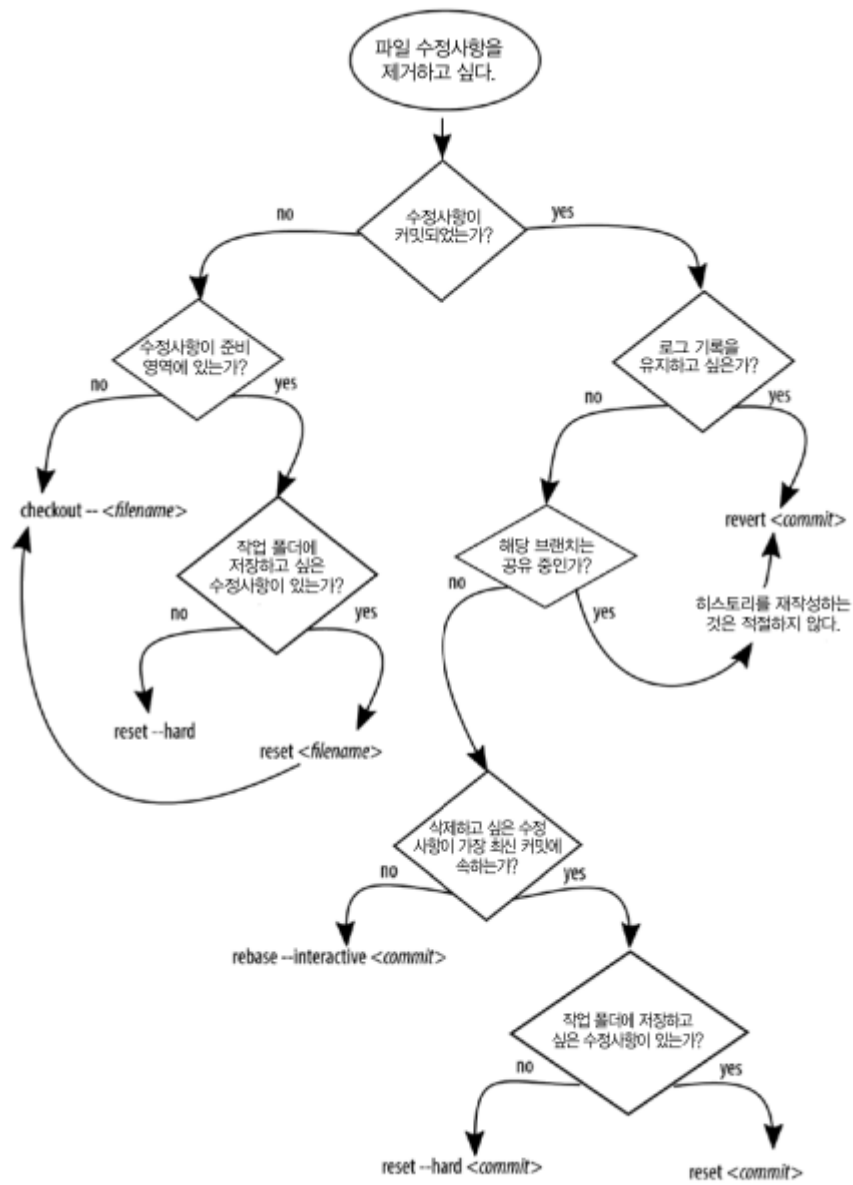 파일 수정사항을
제거하고 싶다.
수정사항이
커밋되었는가?
no
yes
수정사항이 준비
영역에 있는가?
no
yes
로그 기록을
유지하고 싶은가?
no
yes
checkout -- <filename>
작업 폴더에
저장하고 싶은
수정사항이 있는가?
no
yes
reset --hard
reset <filename>
해당 브랜치는
공유 중인가?
no
yes
revert <commit>
히스토리를 재작성하는
것은 적절하지 않다.
삭제하고 싶은 수정
사항이 가장 최신 커밋에
속하는가?
no
yes
rebase --interactive <commit>
작업 폴더에 저장하고
싶은 수정사항이 있는가?
no
yes
reset --hard <commit>
reset <commit>